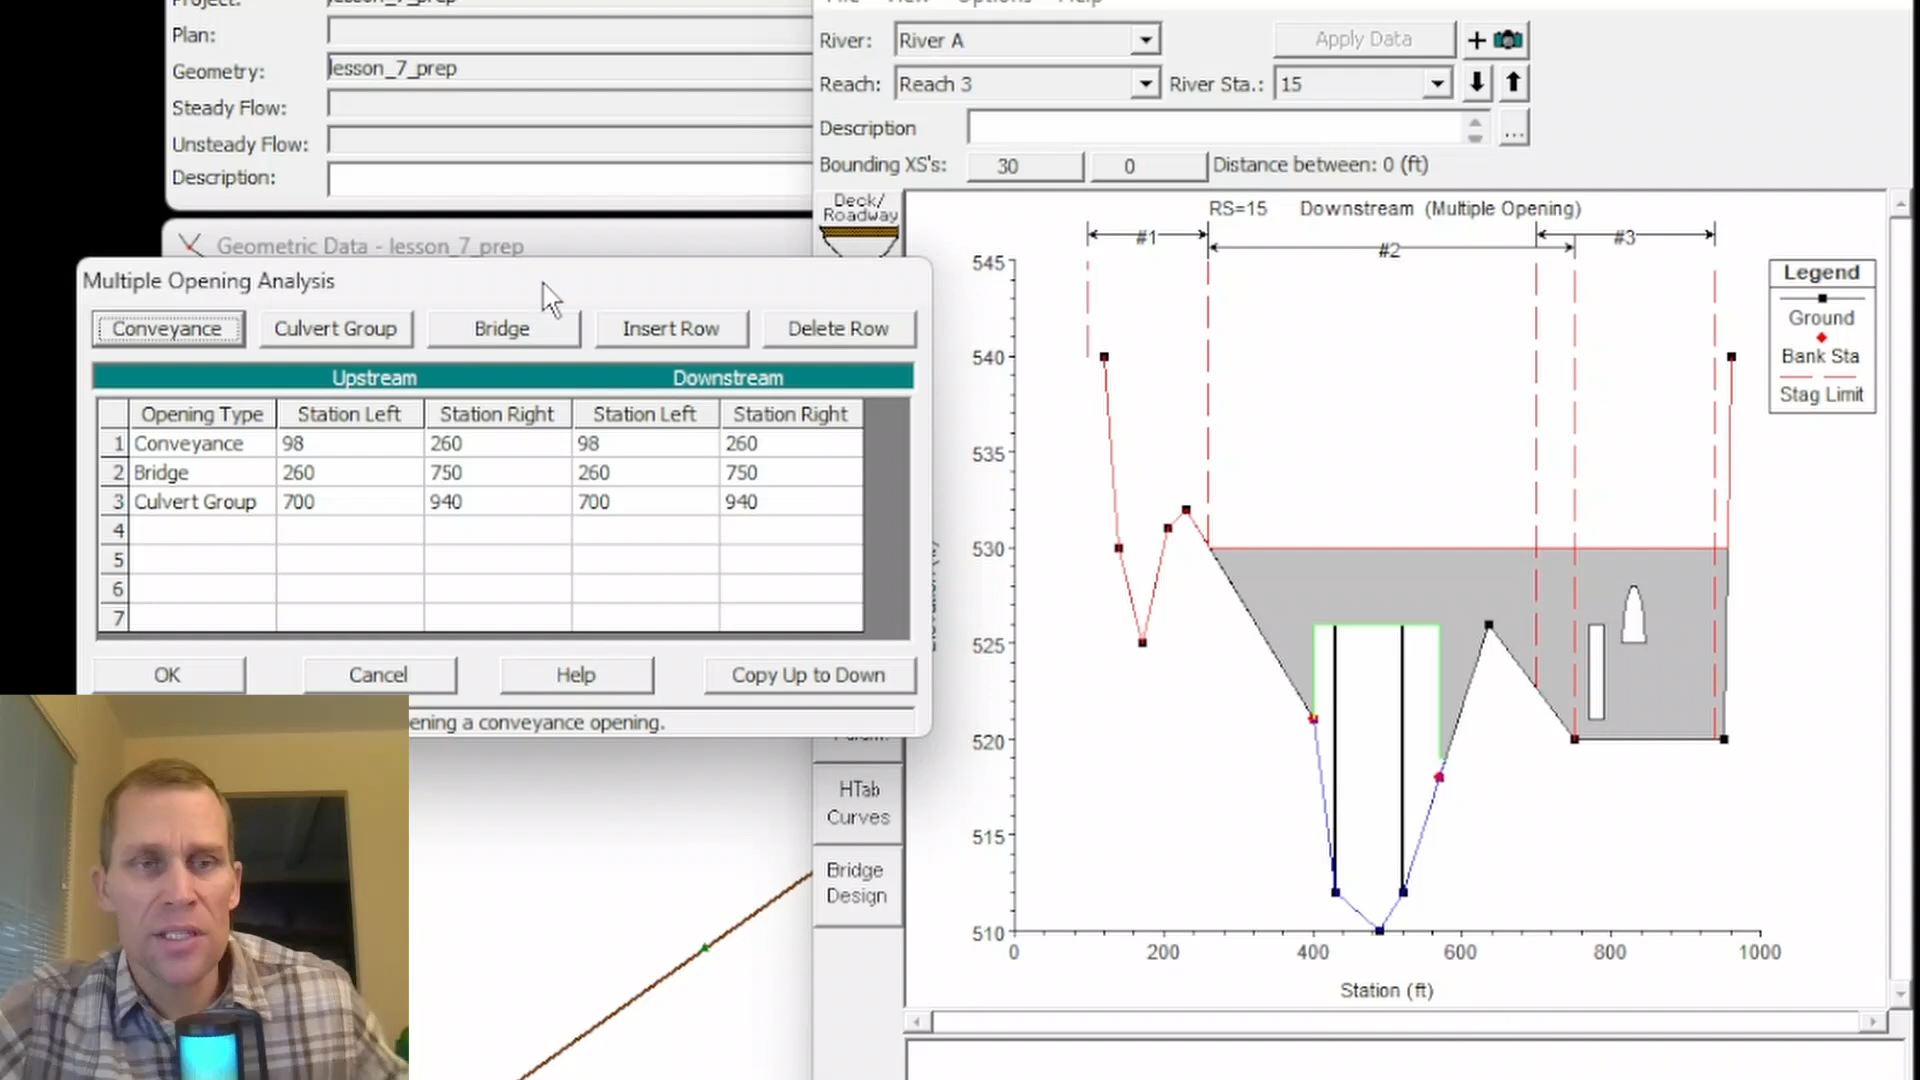 Project: lesson_7_prep
Plan:
Geometry: lesson_7_prep
Steady Flow:
Unsteady Flow:
Description:
Geometric Data - lesson_7_prep
Multiple Opening Analysis
Conveyance Culvert Group Bridge Insert Row Delete Row
Upstream Downstream
Opening Type Station Left Station Right Station Left Station Right
1 Conveyance 98 260 98 260
2 Bridge 260 750 260 750
3 Culvert Group 700 940 700 940
4
5
6
7
OK Cancel Help Copy Up to Down
ening a conveyance opening.
File View Options Help
River: River A Apply Data +
Reach: Reach 3 River Sta.: 15
Description ...
Bounding XS's: 30 0 Distance between: 0 (ft)
Deck/
Roadway
HTab
Curves
Bridge
Design
RS=15 Downstream (Multiple Opening)
#1 #2 #3
545
540
535
530
525
520
515
510
0 200 400 600 800 1000
Station (ft)
Legend
Ground
Bank Sta
Stag Limit